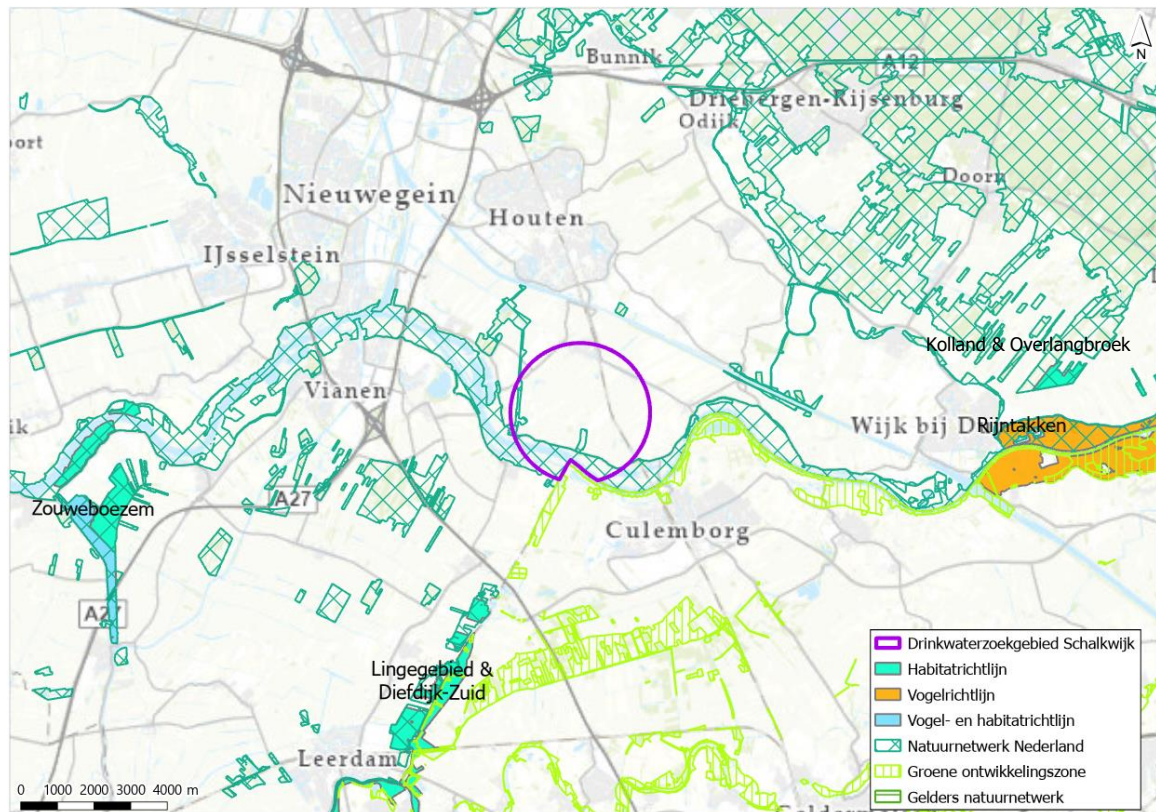 Bunnik
A12
N
Driebergen-Rijsenburg
Odijk
oort
Doorn
Nieuwegein
Houten
IJsselstein
Kolland & Overlangbroek
Vianen
ik
Wijk bij D
Rijntakken
Zouweboezem
A27
Culemborg
A27
Lingegebied &
Diefdijk-Zuid
Leerdam
Drinkwaterzoekgebied Schalkwijk
Habitatrichtlijn
Vogelrichtlijn
Vogel- en habitatrichtlijn
Natuurnetwerk Nederland
Groene ontwikkelingszone
Gelders natuurnetwerk
0 1000 2000 3000 4000 m